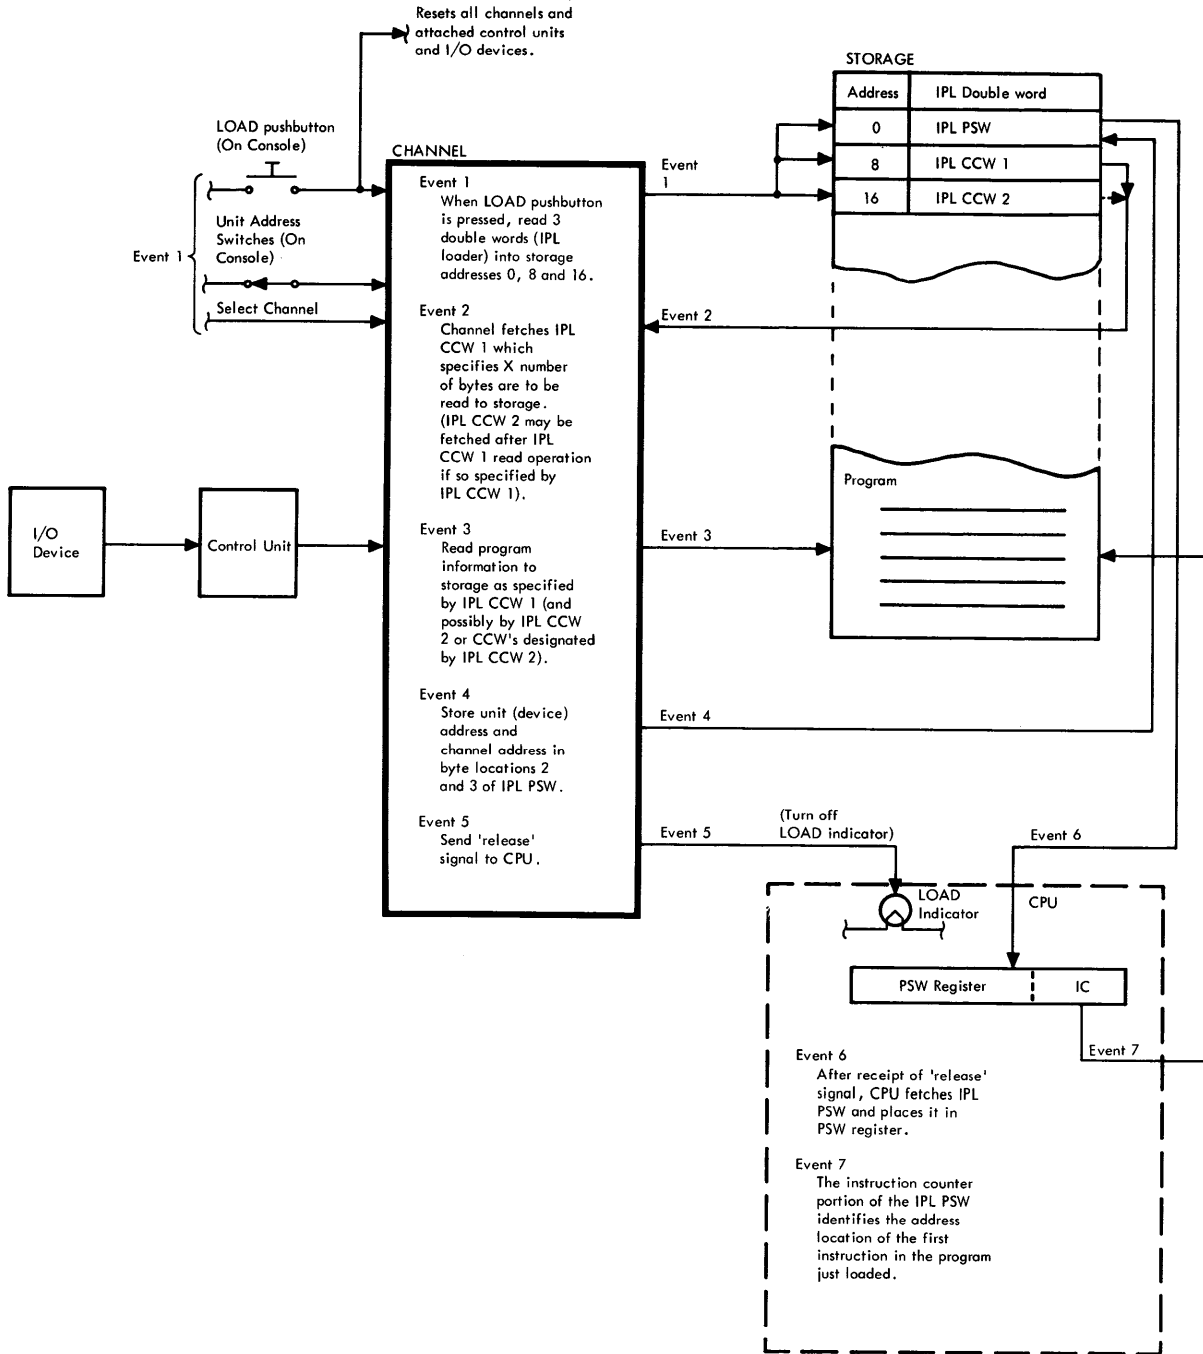 Resets all channels and
attached control units
and I/O devices.
STORAGE
Address IPL Double word
0 IPL PSW
8 IPL CCW 1
16 IPL CCW 2
LOAD pushbutton
(On Console)
Unit Address
Switches (On
Console)
Event 1
Select Channel
CHANNEL
Event 1
When LOAD pushbutton
is pressed, read 3
double words (IPL
loader) into storage
addresses 0, 8 and 16.
Event 2
Channel fetches IPL
CCW 1 which
specifies X number
of bytes are to be
read to storage.
(IPL CCW 2 may be
fetched after IPL
CCW 1 read operation
if so specified by
IPL CCW 1).
Event 3
Read program
information to
storage as specified
by IPL CCW 1 (and
possibly by IPL CCW
2 or CCW's designated
by IPL CCW 2).
Event 4
Store unit (device)
address and
channel address in
byte locations 2
and 3 of IPL PSW.
Event 5
Send 'release'
signal to CPU.
Event
1
Event 2
I/O
Device
Control Unit
Event 3
Program
Event 4
Event 5
(Turn off
LOAD indicator)
Event 6
LOAD
Indicator
CPU
PSW Register IC
Event 7
Event 6
After receipt of 'release'
signal, CPU fetches IPL
PSW and places it in
PSW register.
Event 7
The instruction counter
portion of the IPL PSW
identifies the address
location of the first
instruction in the program
just loaded.